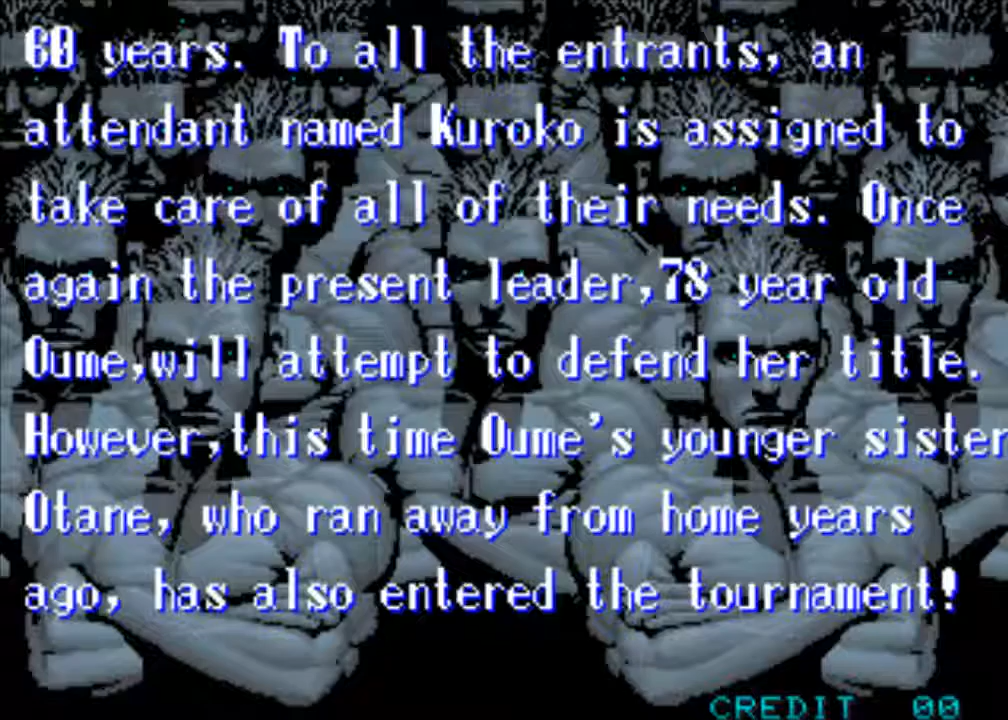 60 years. To all the entrants, an
attendant named Kuroko is assigned to
take care of all of their needs. Once
again the present leader,78 year old
Oume,will attempt to defend her title.
However,this time Oume's younger sister
Otane, who ran away from home years
ago, has also entered the tournament!
CREDIT 00